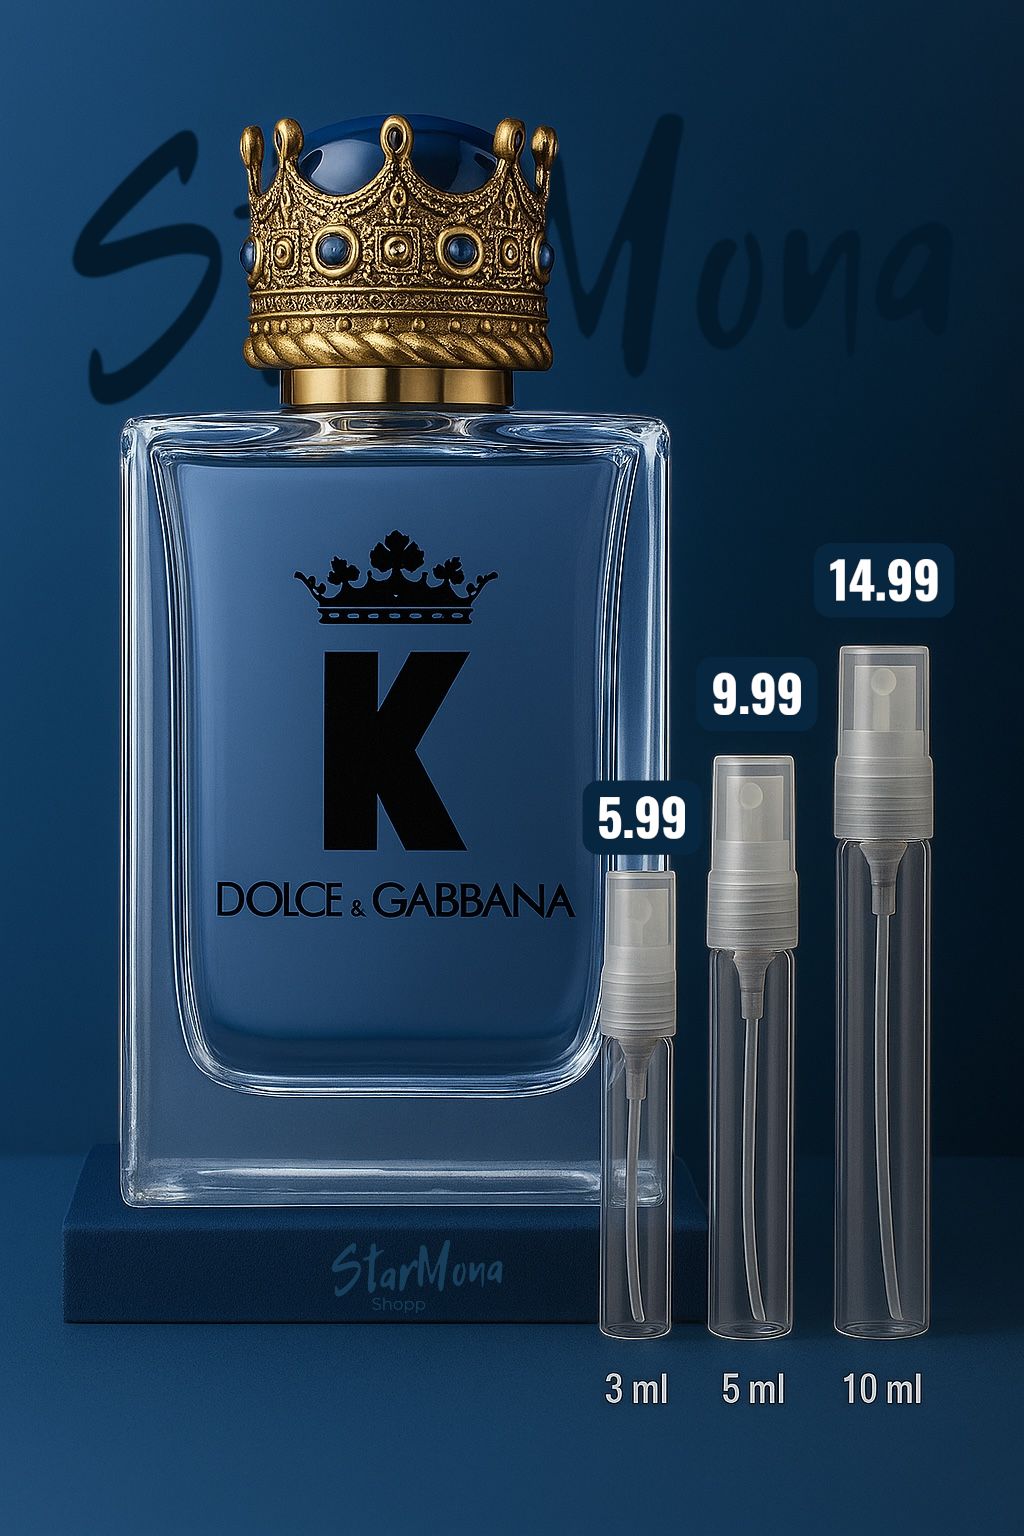 StarMona
K
DOLCE & GABBANA
14.99
9.99
5.99
StarMona
Shopp
3 ml
5 ml
10 ml